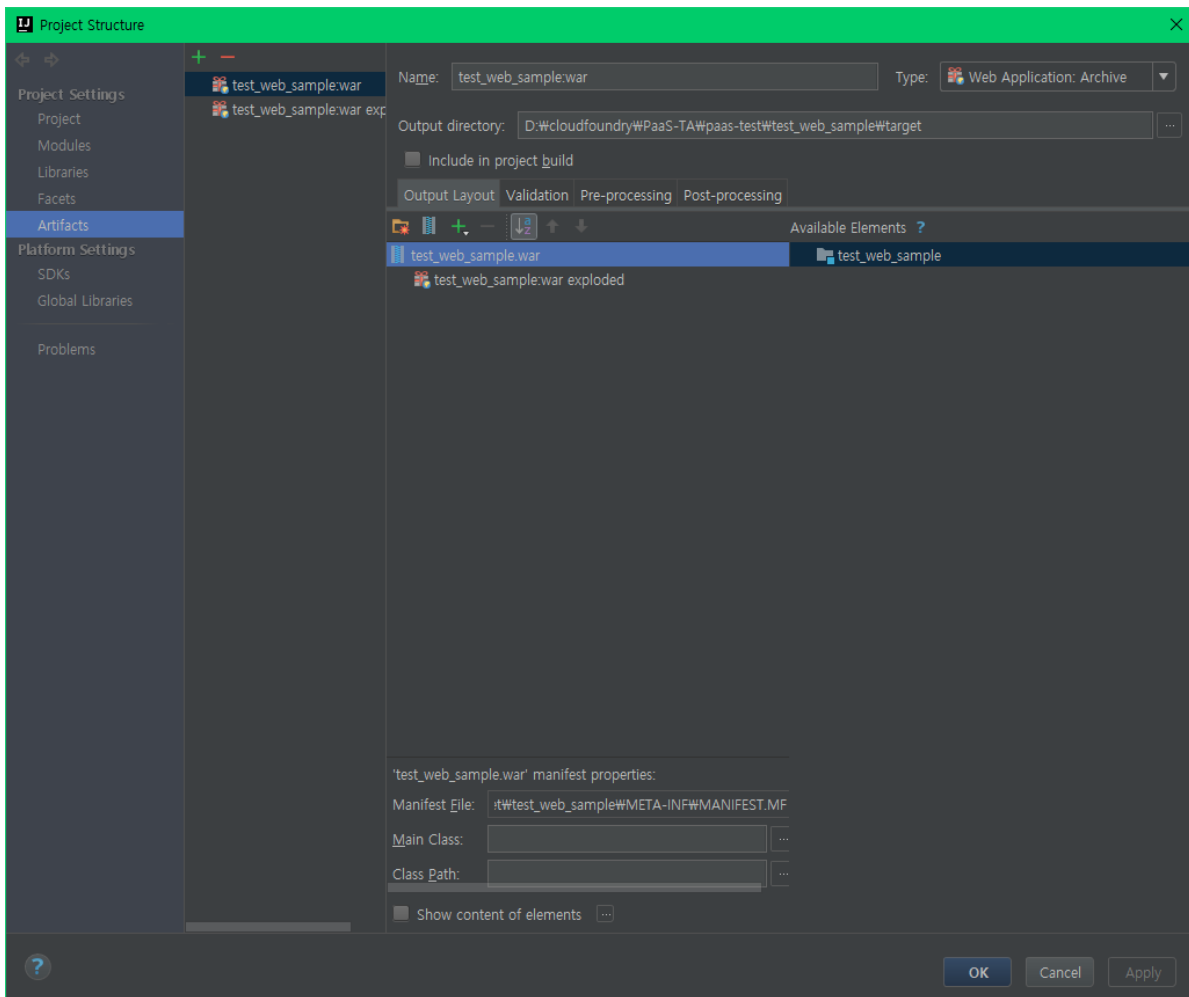 Project Structure
Project Settings
Project
Modules
Libraries
Facets
Artifacts
Platform Settings
SDKs
Global Libraries
Problems
test_web_sample:war
test_web_sample:war exp
Name: test_web_sample:war Type: Web Application: Archive
Output directory: D:₩cloudfoundry₩PaaS-TA₩paas-test₩test_web_sample₩target ...
Include in project build
Output Layout Validation Pre-processing Post-processing
Available Elements ?
test_web_sample.war
test_web_sample:war exploded
test_web_sample
'test_web_sample.war' manifest properties:
Manifest File: et₩test_web_sample₩META-INF₩MANIFEST.MF
Main Class: ...
Class Path: ...
Show content of elements ...
? OK Cancel Apply